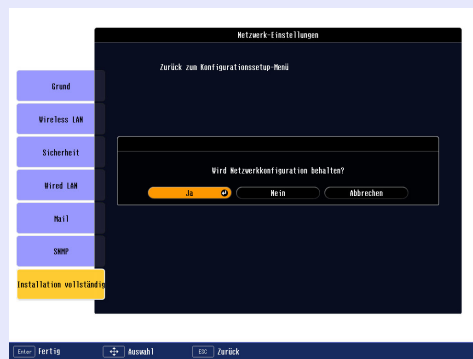 Netzwerk-Einstellungen
Zurück zum Konfigurationssetup-Menü
Grund
Wireless LAN
Sicherheit
Wired LAN
Mail
SNMP
Installation vollständig
Wird Netzwerkkonfiguration behalten?
Ja Nein Abbrechen
Enter Fertig Auswahl ESC Zurück